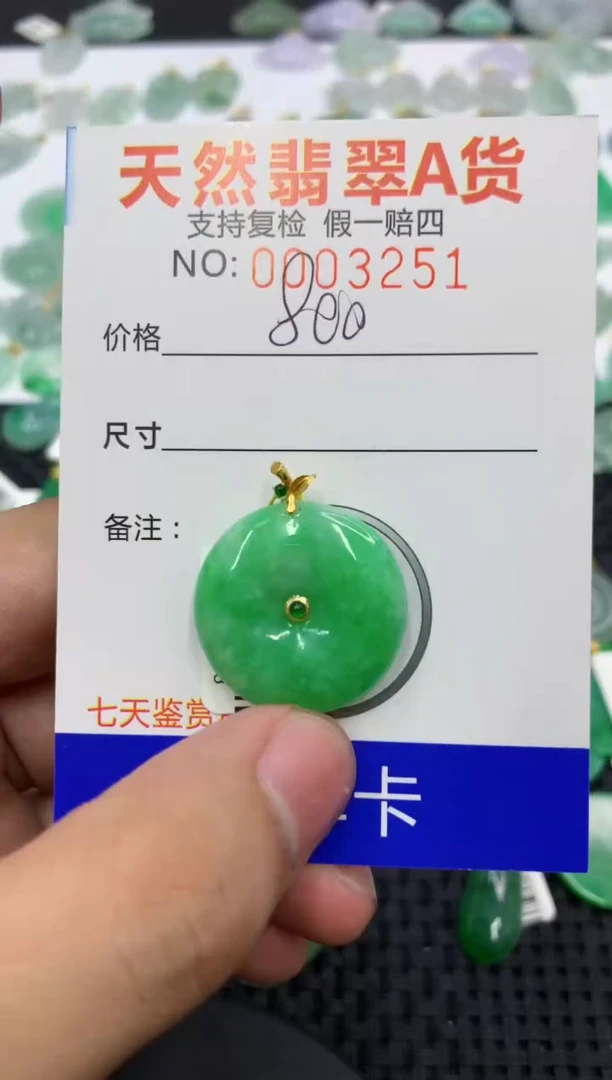 天然翡翠A货
支持复检 假一赔四
NO: 0003251
价格 800
尺寸
备注：
七天鉴赏
卡